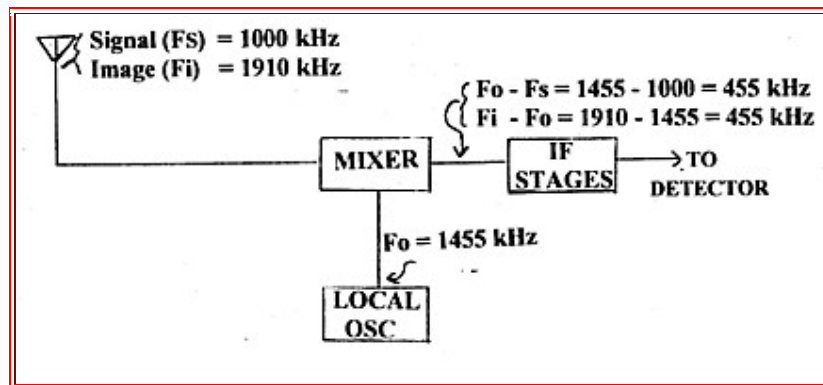 Signal (FS) = 1000 kHz
Image (Fi) = 1910 kHz
Fo - Fs = 1455 - 1000 = 455 kHz
Fi - Fo = 1910 - 1455 = 455 kHz
MIXER
IF
STAGES
TO
DETECTOR
Fo = 1455 kHz
LOCAL
OSC